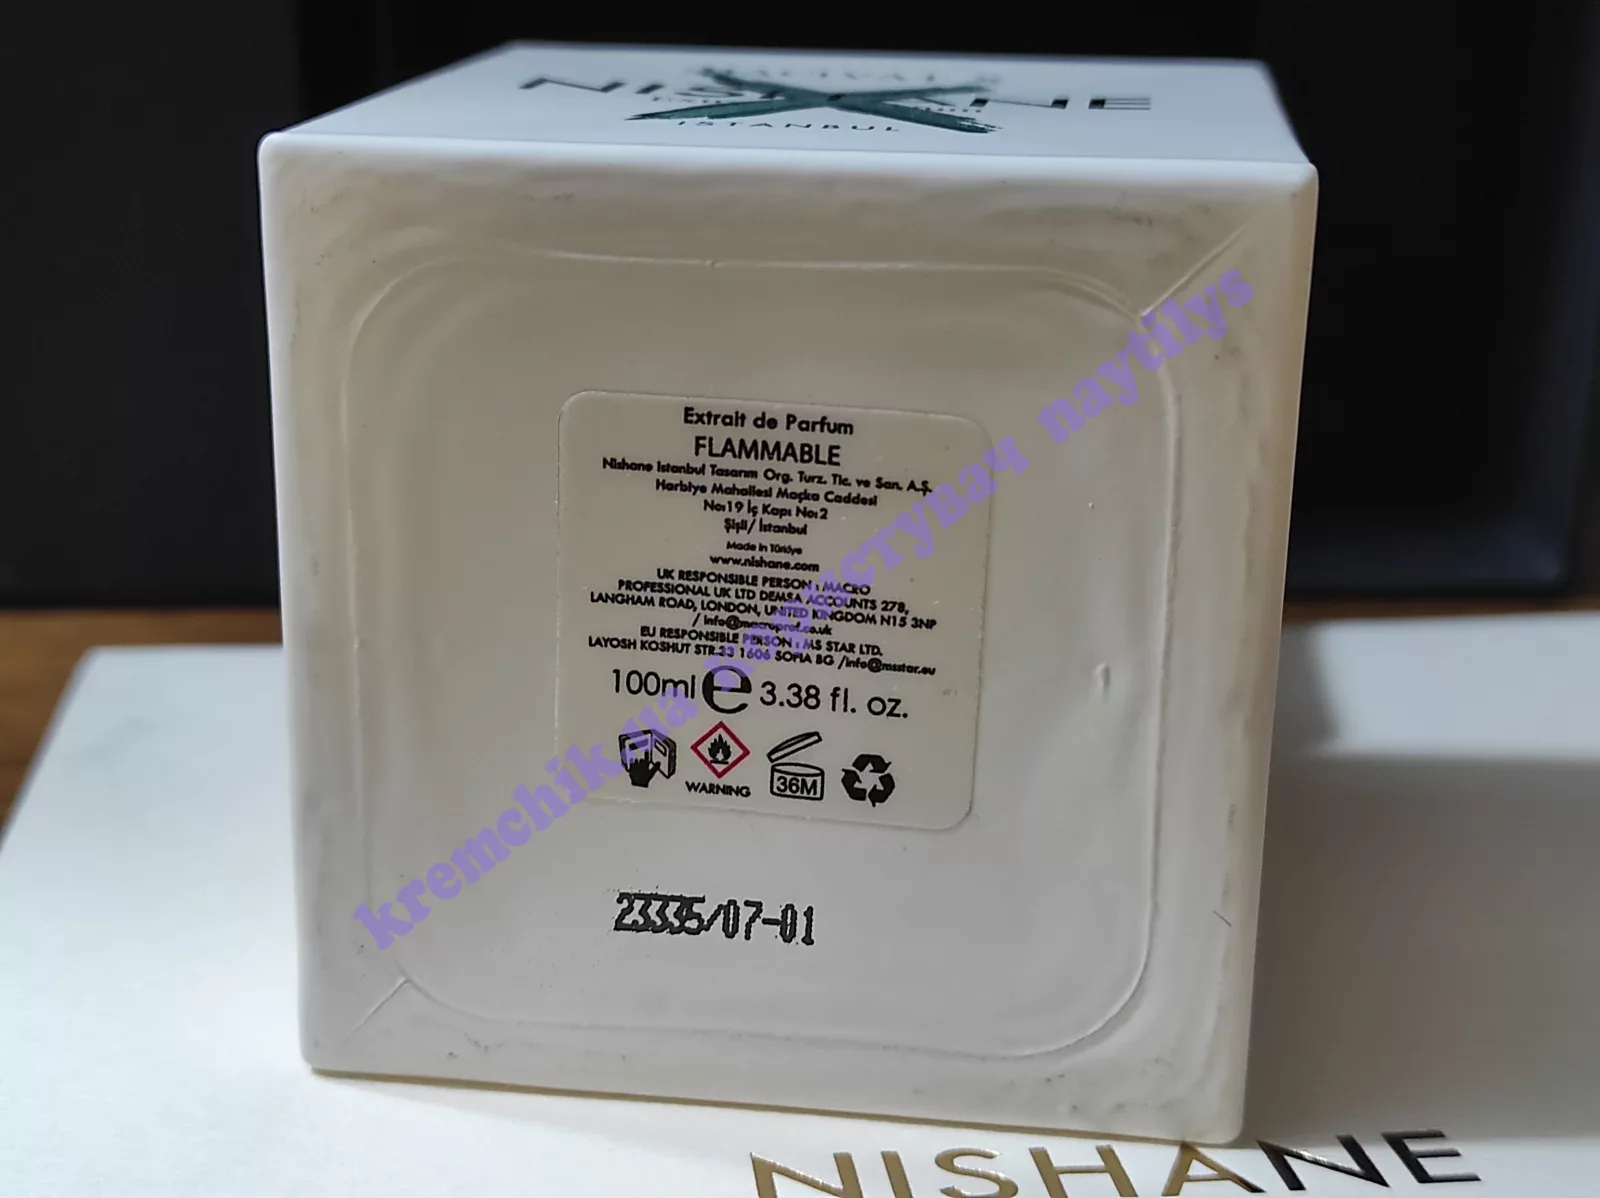 NISHANE
ISTANBUL
Extrait de Parfum
FLAMMABLE
Nishane Istanbul Tasarım Org. Turz. Tic. ve San. A.Ş.
Harbiye Mahallesi Maçka Caddesi
No:19 İç Kapı No:2
Şişli/ İstanbul
Made in Türkiye
www.nishane.com
UK RESPONSIBLE PERSON : MACRO
PROFESSIONAL UK LTD DEMSA ACCOUNTS 278,
LANGHAM ROAD, LONDON, UNITED KINGDOM N15 3NP
/ info@macroprof.co.uk
EU RESPONSIBLE PERSON : MS STAR LTD.
LAYOSH KOSHUT STR.33 1606 SOFIA BG /info@msstar.eu
100ml e 3.38 fl. oz.
WARNING
36M
23335/07-01
NISHANE
kremchik.ua користувач naytilys